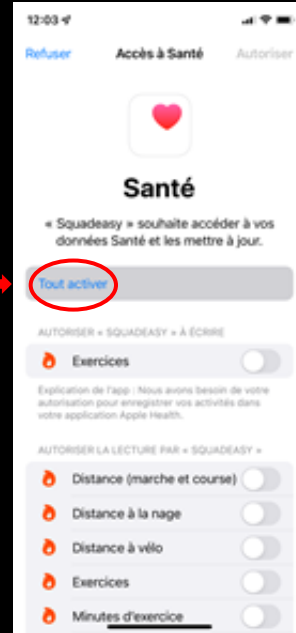 12:03
Refuser Accès à Santé Autoriser
Santé
« Squadeasy » souhaite accéder à vos
données Santé et les mettre à jour.
Tout activer
AUTORISER « SQUADEASY » À ÉCRIRE
Exercices
Explication de l'app : Nous avons besoin de votre
autorisation pour enregistrer vos activités dans
votre application Apple Health.
AUTORISER LA LECTURE PAR « SQUADEASY »
Distance (marche et course)
Distance à la nage
Distance à vélo
Exercices
Minutes d'exercice